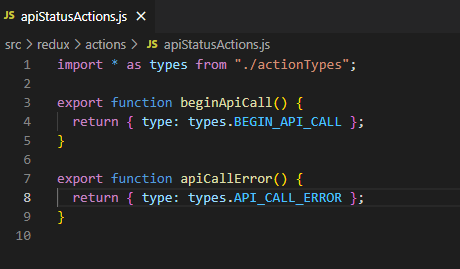 JS apiStatusActions.js ×
src > redux > actions > JS apiStatusActions.js
1 import * as types from "./actionTypes";
2
3 export function beginApiCall() {
4   return { type: types.BEGIN_API_CALL };
5 }
6
7 export function apiCallError() {
8   return { type: types.API_CALL_ERROR };
9 }
10